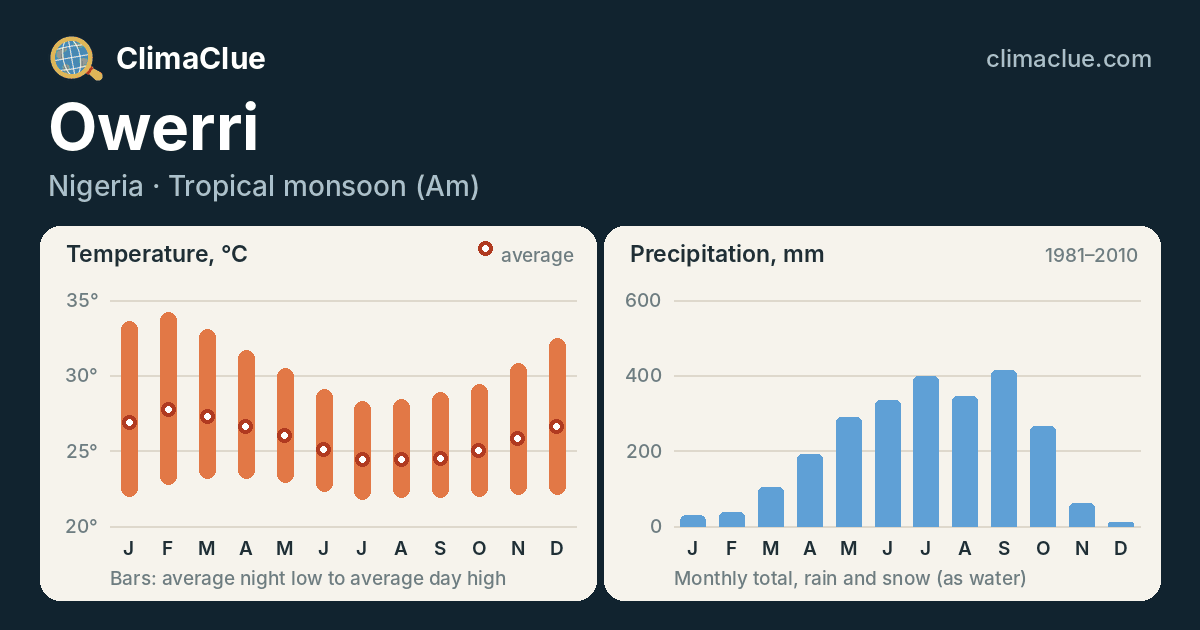 ClimaClue
climaclue.com
Owerri
Nigeria · Tropical monsoon (Am)
Temperature, °C
average
35°
30°
25°
20°
J F M A M J J A S O N D
Bars: average night low to average day high
Precipitation, mm
1981–2010
600
400
200
0
J F M A M J J A S O N D
Monthly total, rain and snow (as water)